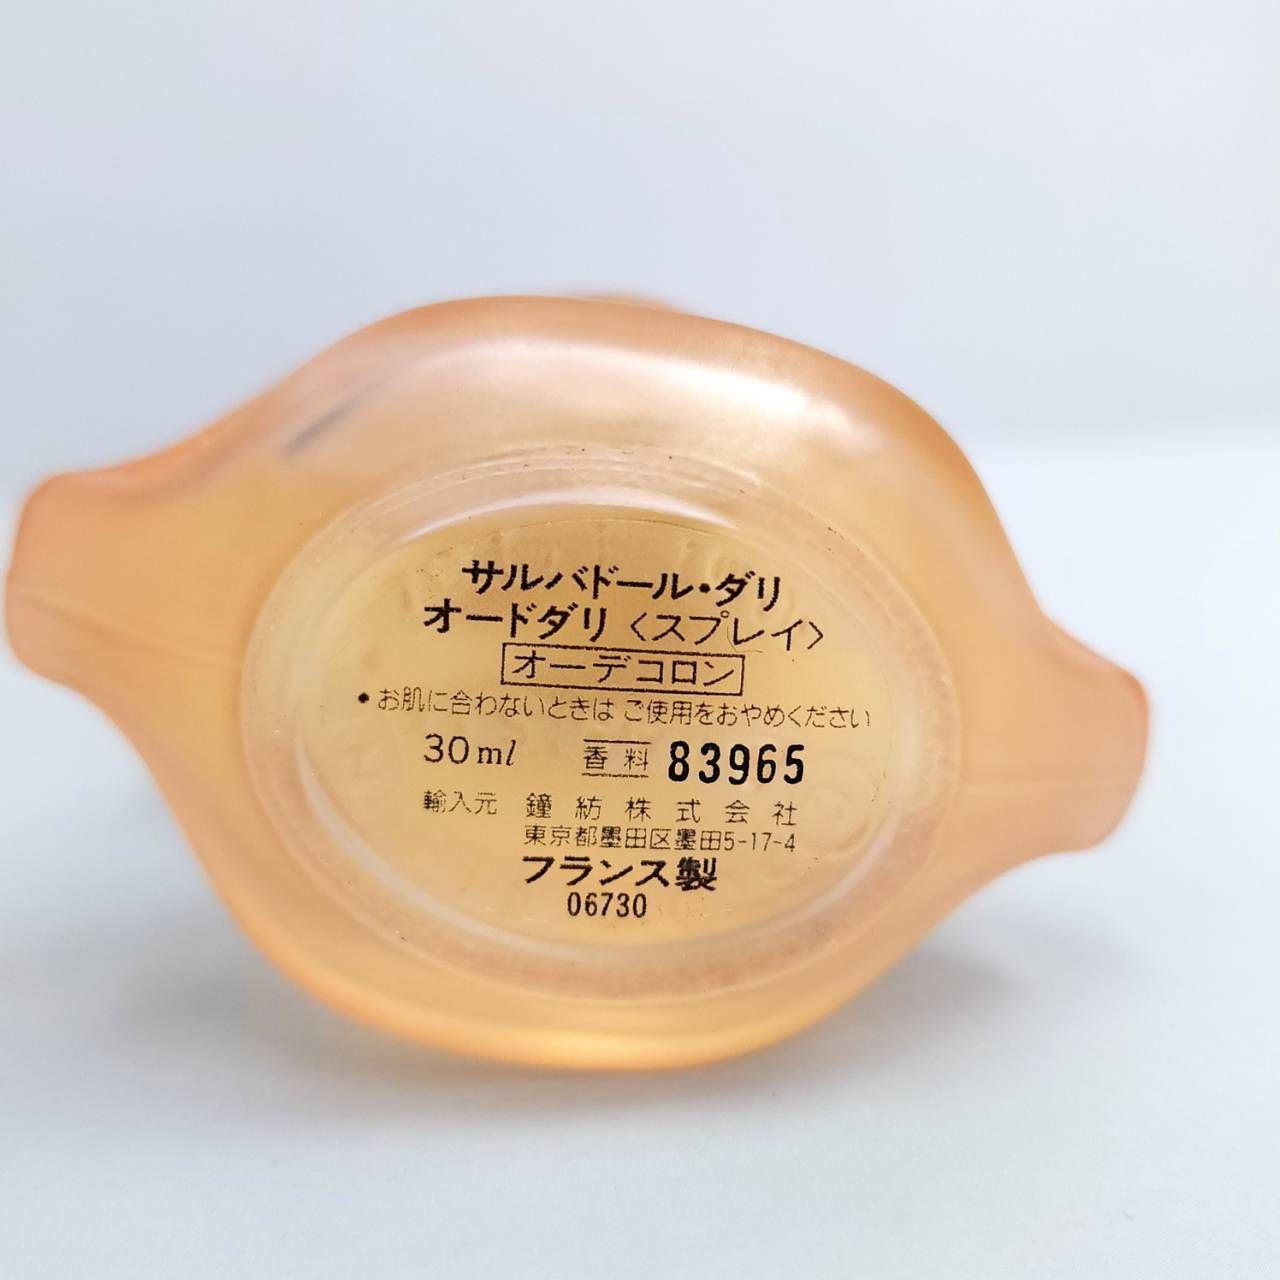 サルバドール・ダリ
オードダリ〈スプレイ〉
オーデコロン
•お肌に合わないときは ご使用をおやめください
30ml 香料 83965
輸入元 鐘紡株式会社
東京都墨田区墨田5-17-4
フランス製
06730